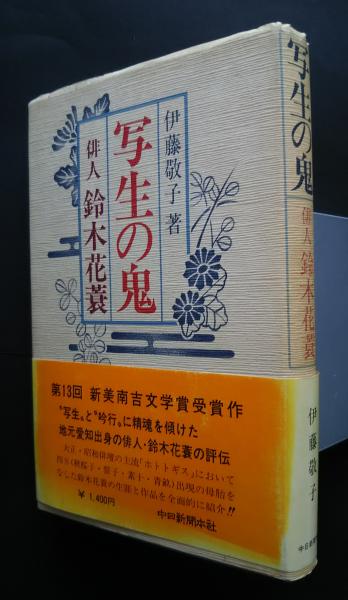 伊藤敬子 著
写生の鬼
俳人 鈴木花蓑
第13回 新美南吉文学賞受賞作
“写生„と“吟行„に精魂を傾けた
地元愛知出身の俳人・鈴木花蓑の評伝
大正・昭和俳壇の主流「ホトトギス」において
四S(秋桜子・誓子・素十・青畝)出現の母胎を
なした鈴木花蓑の生涯と作品を全面的に紹介!!
¥1,400円
中日新聞本社
写生の鬼
俳人 鈴木花蓑
伊藤敬子
中日新聞